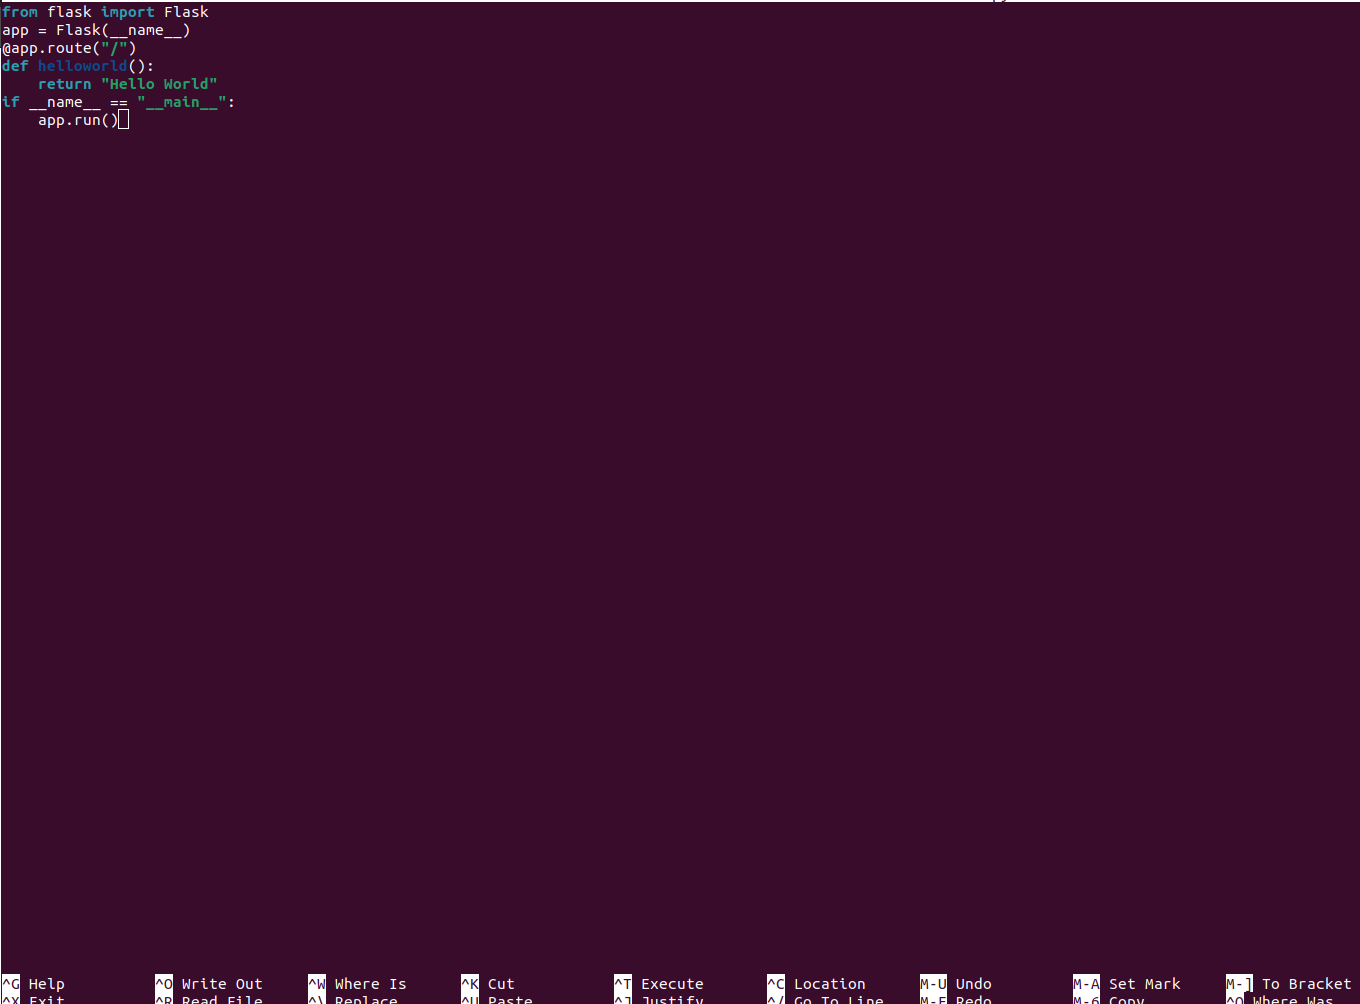 from flask import Flask
app = Flask(__name__)
@app.route("/")
def helloworld():
    return "Hello World"
if __name__ == "__main__":
    app.run()
^G Help ^O Write Out ^W Where Is ^K Cut ^T Execute ^C Location M-U Undo M-A Set Mark M-] To Bracket
^X Exit ^R Read File ^\ Replace ^U Paste ^J Justify ^/ Go To Line M-E Redo M-6 Copy ^Q Where Was